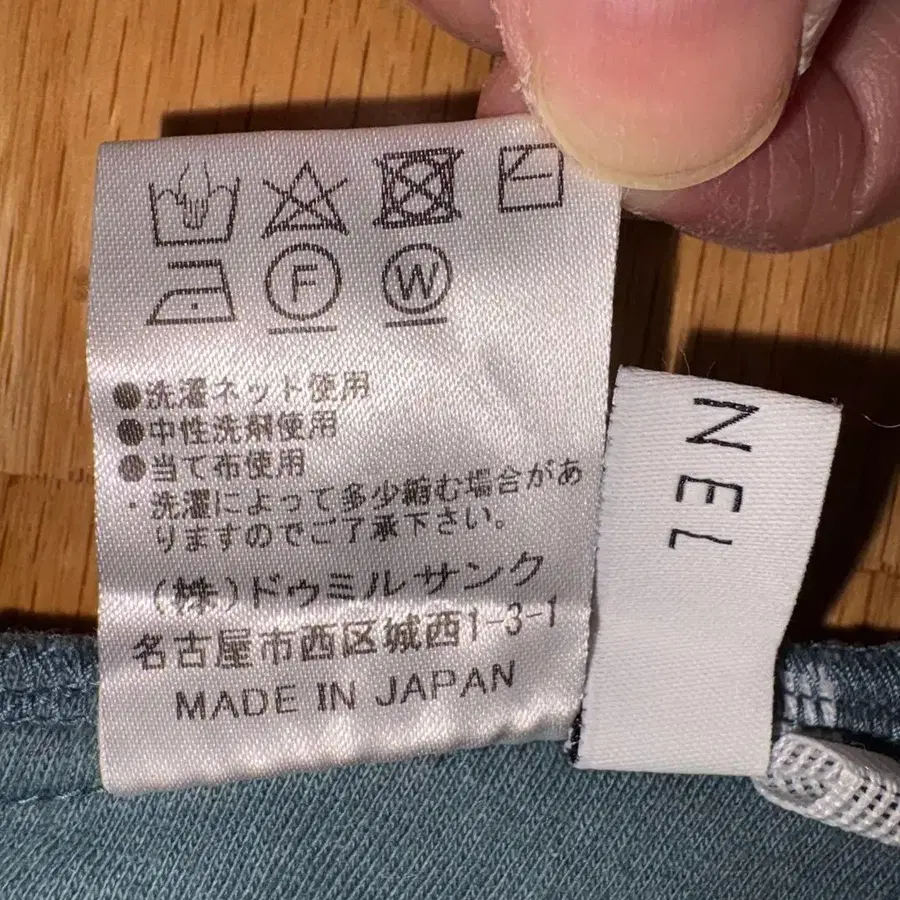 F W
●洗濯ネット使用
●中性洗剤使用
●当て布使用
・洗濯によって多少縮む場合があ
りますのでご了承下さい。
(株)ドゥミルサンク
名古屋市西区城西1-3-1
MADE IN JAPAN
NEL